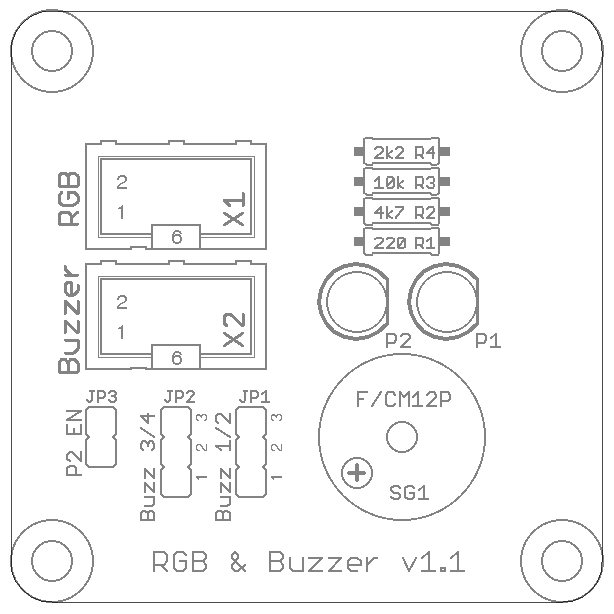 2k2 R4
10k R3
4k7 R2
220 R1
RGB
2
1
X1
6
P2
P1
Buzzer
2
1
X2
6
JP3
JP2
JP1
F/CM12P
P2 EN
Buzz 3/4
3
2
1
Buzz 1/2
3
2
1
+
SG1
RGB & Buzzer v1.1